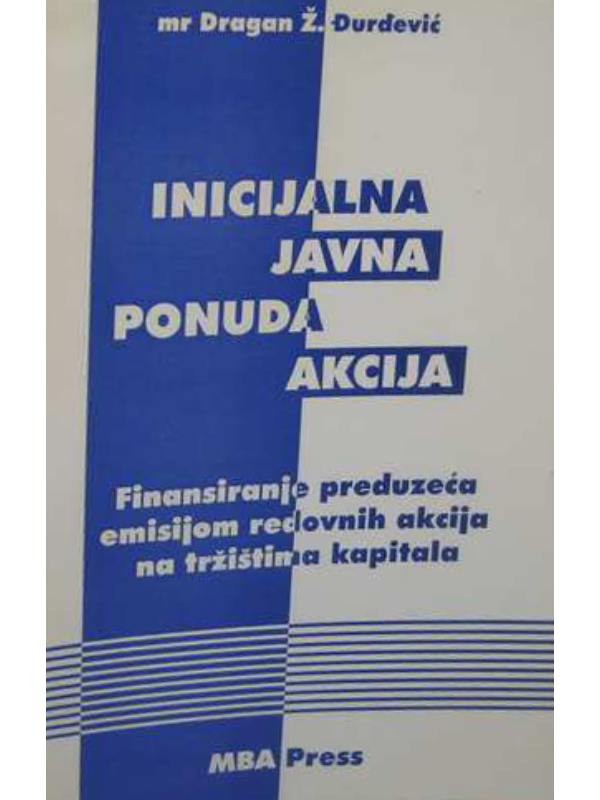 mr Dragan Ž. Đurđević
INICIJALNA
JAVNA
PONUDA
AKCIJA
Finansiranje preduzeća
emisijom redovnih akcija
na tržištima kapitala
MBA Press